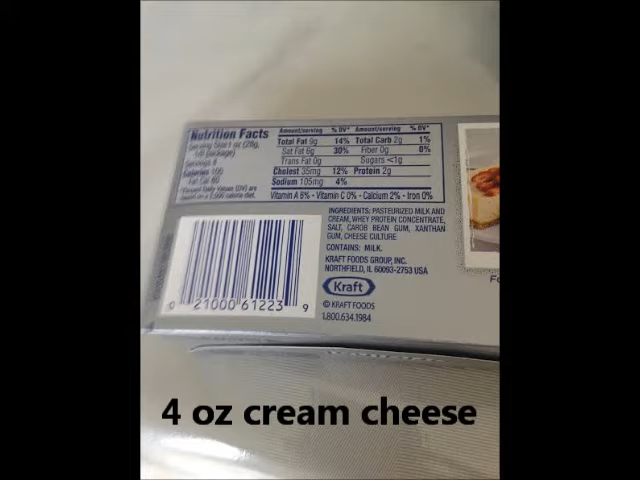 Nutrition Facts
Serving Size 1 oz (28g,
1/8 package)
Servings 8
Calories 100
Fat Cal 80
*Percent Daily Values (DV) are
based on a 2,000 calorie diet.
Amount/serving % DV* Amount/serving % DV*
Total Fat 9g 14% Total Carb 2g 1%
Sat Fat 6g 30% Fiber 0g 0%
Trans Fat 0g Sugars <1g
Cholest 35mg 12% Protein 2g
Sodium 105mg 4%
Vitamin A 6% • Vitamin C 0% • Calcium 2% • Iron 0%
INGREDIENTS: PASTEURIZED MILK AND
CREAM, WHEY PROTEIN CONCENTRATE,
SALT, CAROB BEAN GUM, XANTHAN
GUM, CHEESE CULTURE
CONTAINS: MILK.
KRAFT FOODS GROUP, INC.
NORTHFIELD, IL 60093-2753 USA
Kraft
© KRAFT FOODS
1.800.634.1984
0 21000 61223 9
4 oz cream cheese